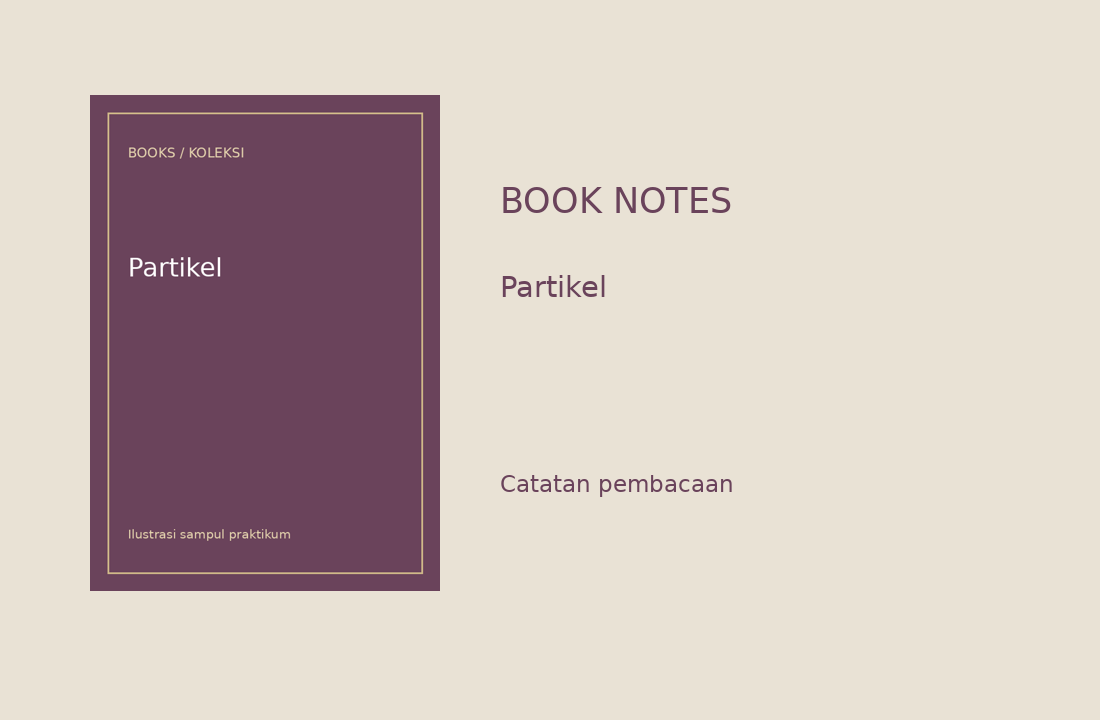 BOOKS / KOLEKSI
Partikel
Ilustrasi sampul praktikum
BOOK NOTES
Partikel
Catatan pembacaan